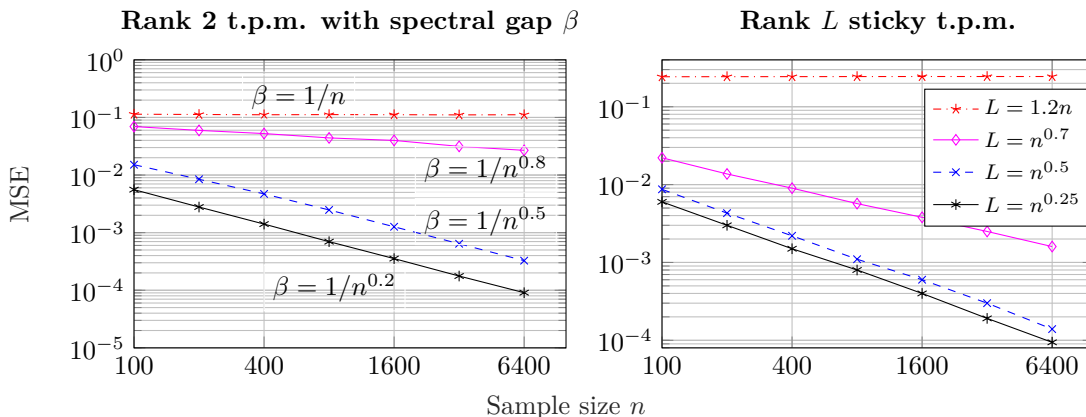 Rank 2 t.p.m. with spectral gap β
Rank L sticky t.p.m.
MSE
10^0
10^{-1}
10^{-2}
10^{-3}
10^{-4}
10^{-5}
β = 1/n
β = 1/n^{0.8}
β = 1/n^{0.5}
β = 1/n^{0.2}
100 400 1600 6400
10^{-1}
10^{-2}
10^{-3}
10^{-4}
L = 1.2n
L = n^{0.7}
L = n^{0.5}
L = n^{0.25}
100 400 1600 6400
Sample size n